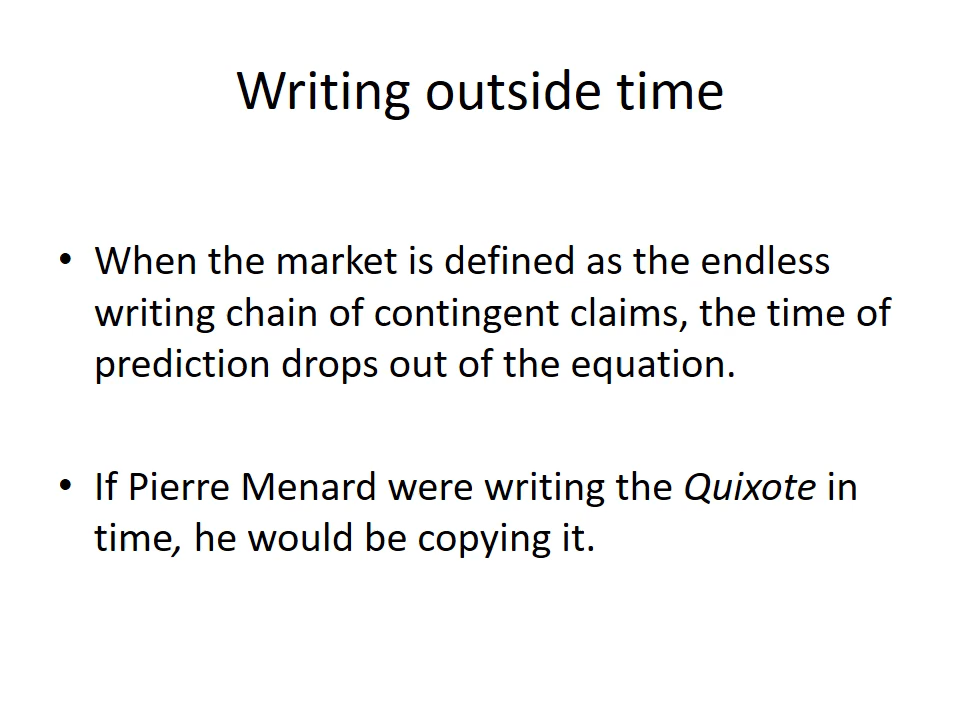 Writing outside time
• When the market is defined as the endless
writing chain of contingent claims, the time of
prediction drops out of the equation.
• If Pierre Menard were writing the Quixote in
time, he would be copying it.